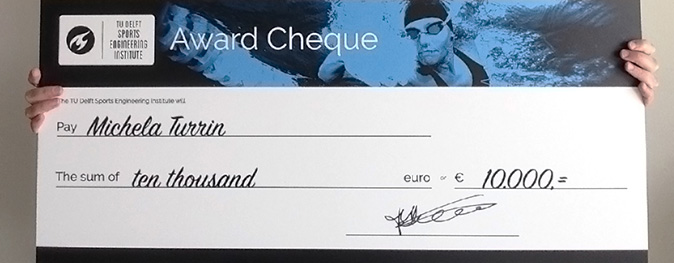 TU DELFT
SPORTS
ENGINEERING
INSTITUTE
Award Cheque
The TU Delft Sports Engineering Institute will
Pay Michela Turrin
The sum of ten thousand euro or € 10.000,=